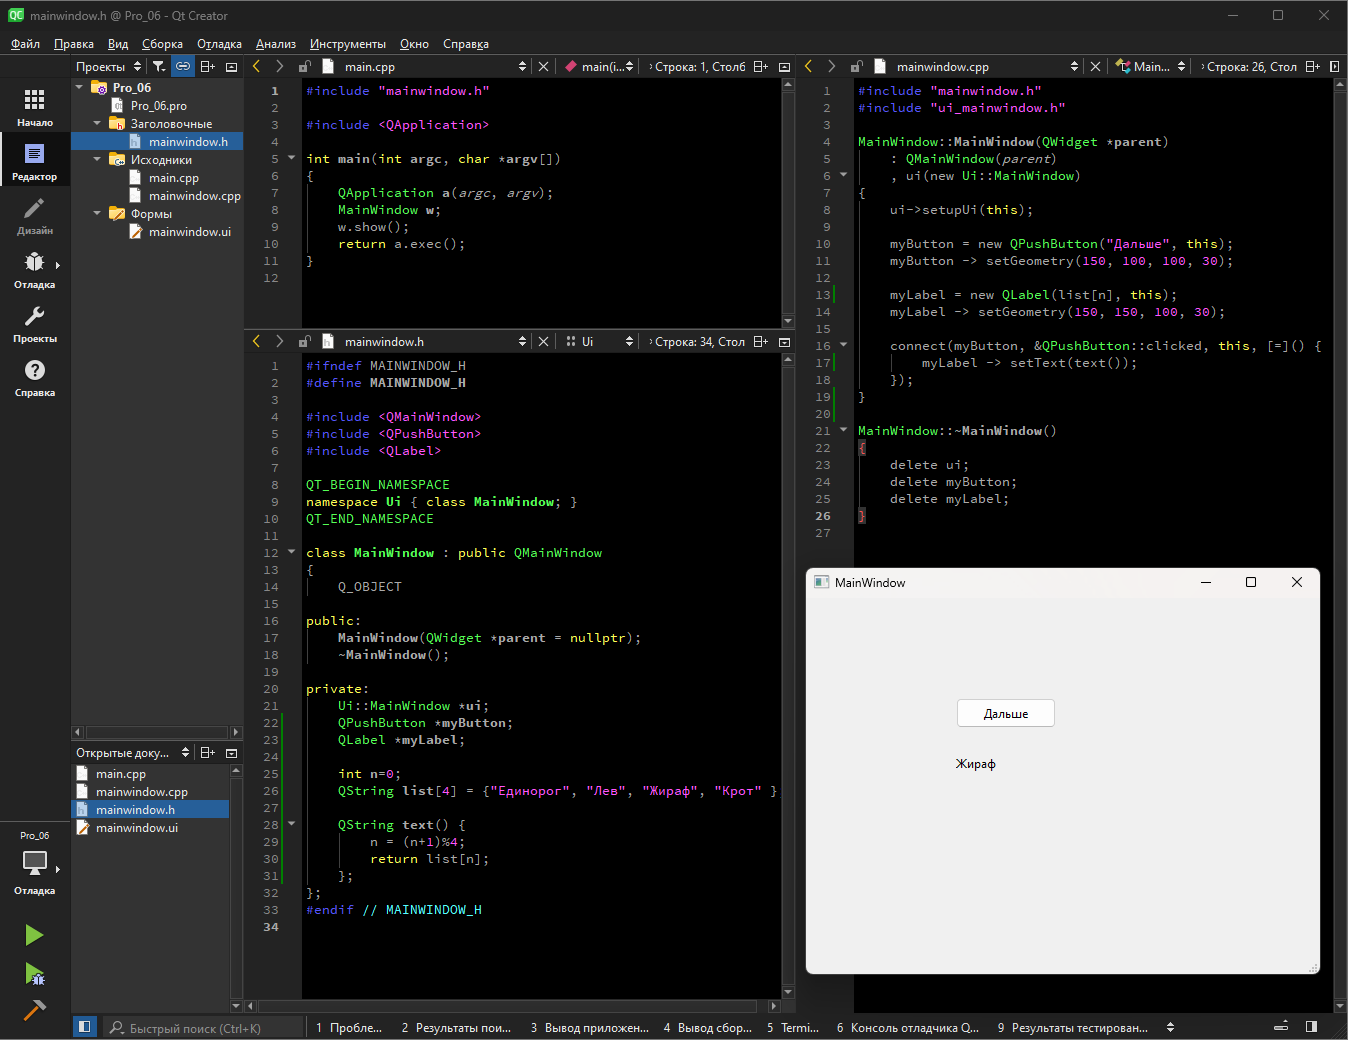 mainwindow.h @ Pro_06 - Qt Creator
Файл Правка Вид Сборка Отладка Анализ Инструменты Окно Справка
Проекты
Pro_06
Pro_06.pro
Заголовочные
mainwindow.h
Исходники
main.cpp
mainwindow.cpp
Формы
mainwindow.ui
Начало
Редактор
Дизайн
Отладка
Проекты
Справка
Открытые доку...
main.cpp
mainwindow.cpp
mainwindow.h
mainwindow.ui
Pro_06
Отладка
main.cpp main(i... Строка: 1, Столб
1 #include "mainwindow.h"
2
3 #include <QApplication>
4
5 int main(int argc, char *argv[])
6 {
7 QApplication a(argc, argv);
8 MainWindow w;
9 w.show();
10 return a.exec();
11 }
12
mainwindow.h Ui Строка: 34, Стол
1 #ifndef MAINWINDOW_H
2 #define MAINWINDOW_H
3
4 #include <QMainWindow>
5 #include <QPushButton>
6 #include <QLabel>
7
8 QT_BEGIN_NAMESPACE
9 namespace Ui { class MainWindow; }
10 QT_END_NAMESPACE
11
12 class MainWindow : public QMainWindow
13 {
14 Q_OBJECT
15
16 public:
17 MainWindow(QWidget *parent = nullptr);
18 ~MainWindow();
19
20 private:
21 Ui::MainWindow *ui;
22 QPushButton *myButton;
23 QLabel *myLabel;
24
25 int n=0;
26 QString list[4] = {"Единорог", "Лев", "Жираф", "Крот" }
27
28 QString text() {
29 n = (n+1)%4;
30 return list[n];
31 };
32 };
33 #endif // MAINWINDOW_H
34
mainwindow.cpp Main... Строка: 26, Стол
1 #include "mainwindow.h"
2 #include "ui_mainwindow.h"
3
4 MainWindow::MainWindow(QWidget *parent)
5 : QMainWindow(parent)
6 , ui(new Ui::MainWindow)
7 {
8 ui->setupUi(this);
9
10 myButton = new QPushButton("Дальше", this);
11 myButton -> setGeometry(150, 100, 100, 30);
12
13 myLabel = new QLabel(list[n], this);
14 myLabel -> setGeometry(150, 150, 100, 30);
15
16 connect(myButton, &QPushButton::clicked, this, [=]() {
17 myLabel -> setText(text());
18 });
19 }
20
21 MainWindow::~MainWindow()
22 {
23 delete ui;
24 delete myButton;
25 delete myLabel;
26 }
27
MainWindow
Дальше
Жираф
Быстрый поиск (Ctrl+K) 1 Пробле... 2 Результаты пои... 3 Вывод приложен... 4 Вывод сбор... 5 Termi... 6 Консоль отладчика Q... 9 Результаты тестирован...